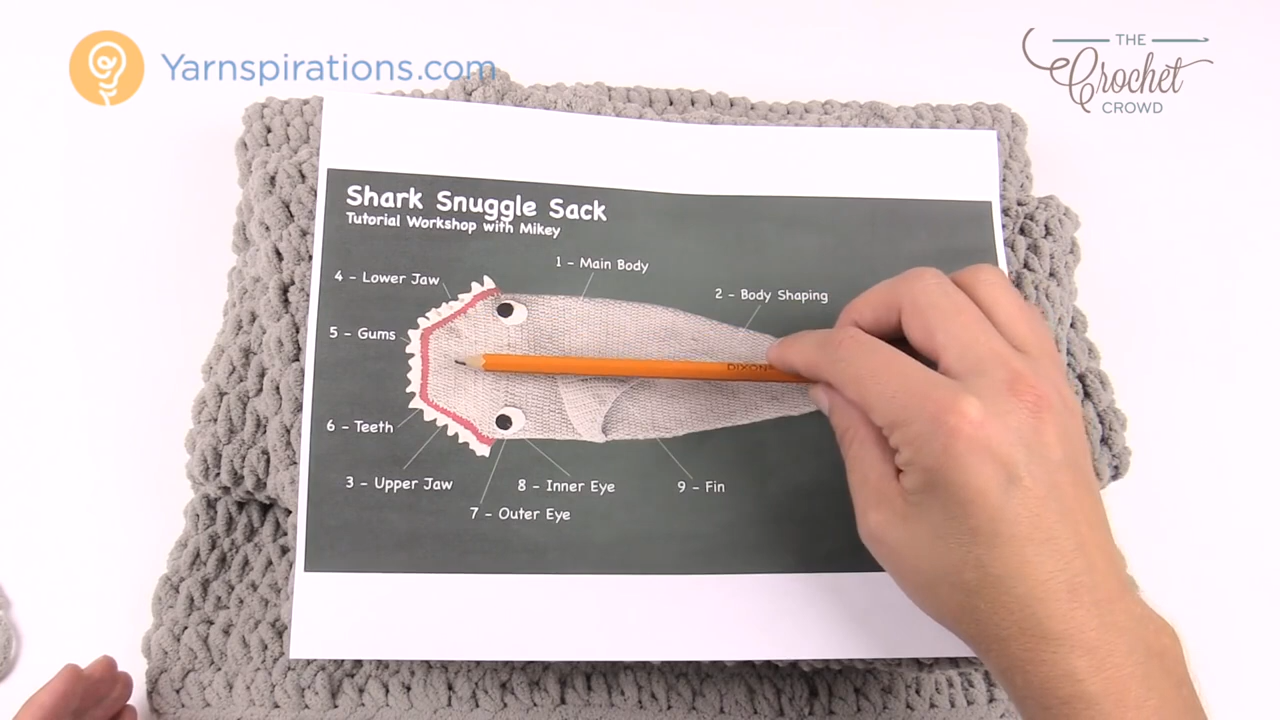 Yarnspirations.com
THE
Crochet
CROWD
Shark Snuggle Sack
Tutorial Workshop with Mikey
1 - Main Body
4 - Lower Jaw
2 - Body Shaping
5 - Gums
DIXON
6 - Teeth
3 - Upper Jaw
8 - Inner Eye
9 - Fin
7 - Outer Eye